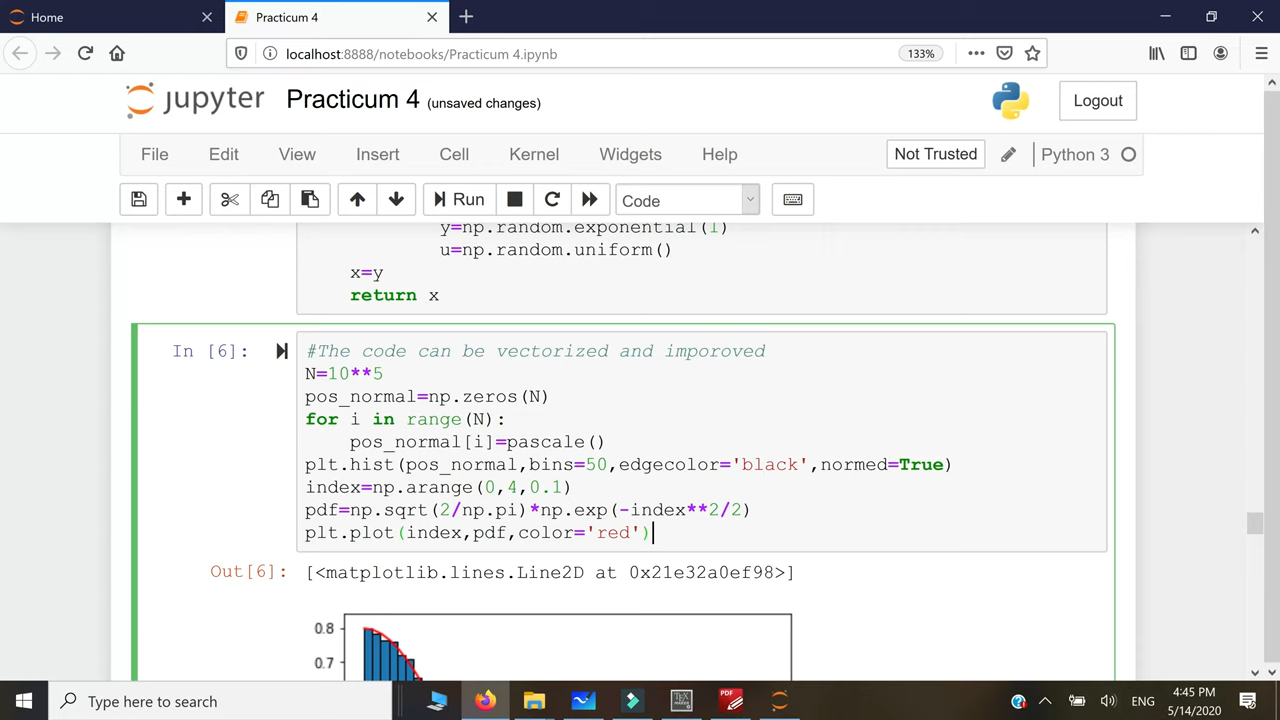 Home
Practicum 4
localhost:8888/notebooks/Practicum 4.ipynb
133%
jupyter Practicum 4 (unsaved changes)
Logout
File Edit View Insert Cell Kernel Widgets Help
Not Trusted
Python 3
Run
Code
y=np.random.exponential(1)
u=np.random.uniform()
x=y
return x
In [6]:
#The code can be vectorized and imporoved
N=10**5
pos_normal=np.zeros(N)
for i in range(N):
pos_normal[i]=pascale()
plt.hist(pos_normal,bins=50,edgecolor='black',normed=True)
index=np.arange(0,4,0.1)
pdf=np.sqrt(2/np.pi)*np.exp(-index**2/2)
plt.plot(index,pdf,color='red')
Out[6]: [<matplotlib.lines.Line2D at 0x21e32a0ef98>]
0.8
0.7
Type here to search
TEX
MAKER
PDF
ENG
4:45 PM
5/14/2020